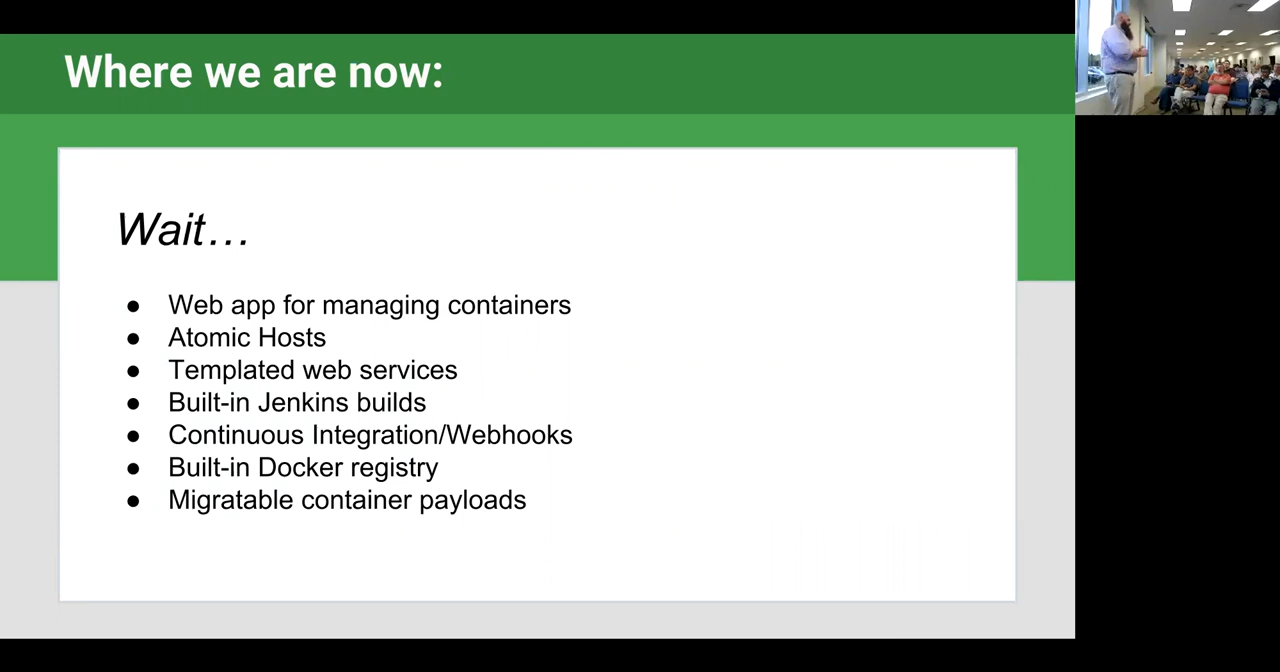 Where we are now:
Wait…
● Web app for managing containers
● Atomic Hosts
● Templated web services
● Built-in Jenkins builds
● Continuous Integration/Webhooks
● Built-in Docker registry
● Migratable container payloads